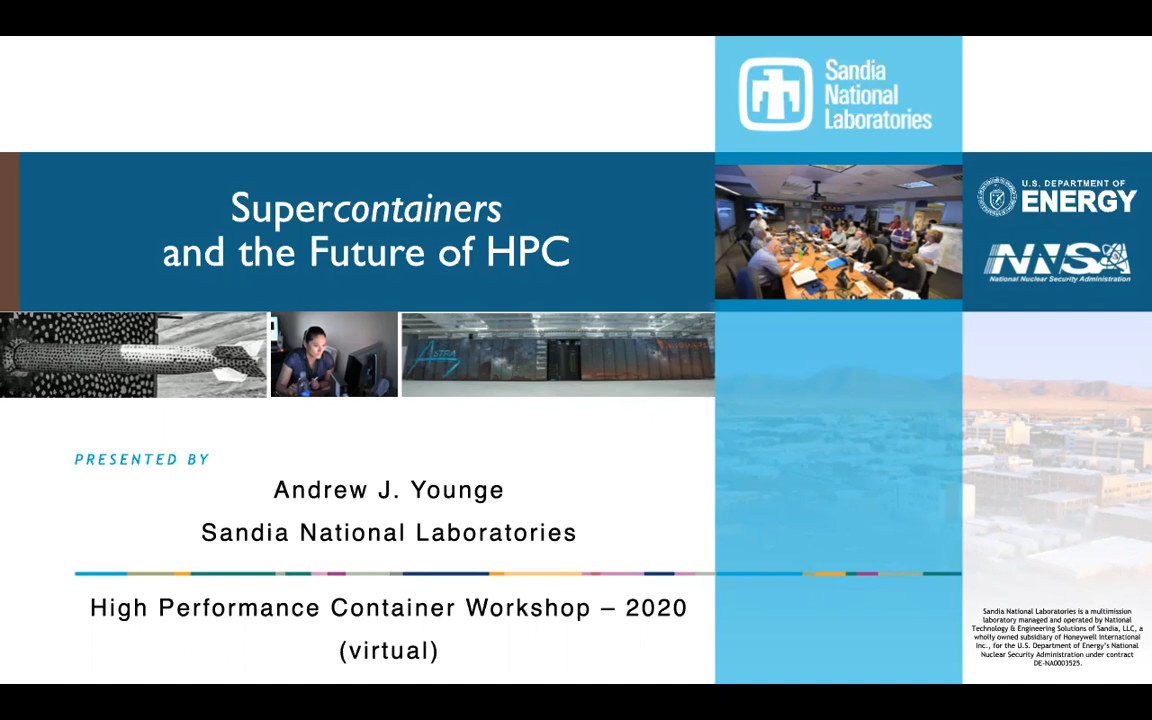 Sandia
National
Laboratories
Supercontainers
and the Future of HPC
U.S. DEPARTMENT OF
ENERGY
NNSA
National Nuclear Security Administration
ASTRA
PRESENTED BY
Andrew J. Younge
Sandia National Laboratories
High Performance Container Workshop – 2020
(virtual)
Sandia National Laboratories is a multimission
laboratory managed and operated by National
Technology & Engineering Solutions of Sandia, LLC, a
wholly owned subsidiary of Honeywell International
Inc., for the U.S. Department of Energy's National
Nuclear Security Administration under contract
DE-NA0003525.